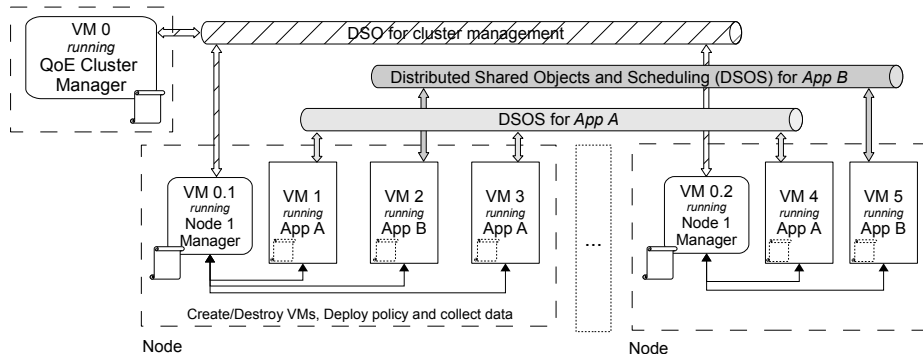 VM 0
running
QoE Cluster
Manager
DSO for cluster management
Distributed Shared Objects and Scheduling (DSOS) for App B
DSOS for App A
VM 0.1
running
Node 1
Manager
VM 1
running
App A
VM 2
running
App B
VM 3
running
App A
...
VM 0.2
running
Node 1
Manager
VM 4
running
App A
VM 5
running
App B
Create/Destroy VMs, Deploy policy and collect data
Node
Node